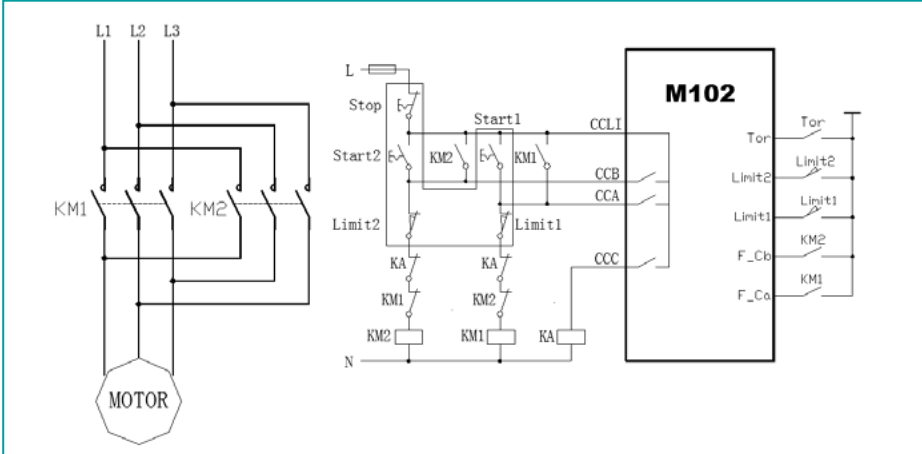 L1 L2 L3
KM1
KM2
MOTOR
L
Stop
Start1
Start2
KM2
KM1
Limit2
Limit1
KA
KA
KM1
KM2
KM2
KM1
KA
N
CCLI
CCB
CCA
CCC
M102
Tor
Tor
Limit2
Limit2
Limit1
Limit1
F_Cb
KM2
F_Ca
KM1